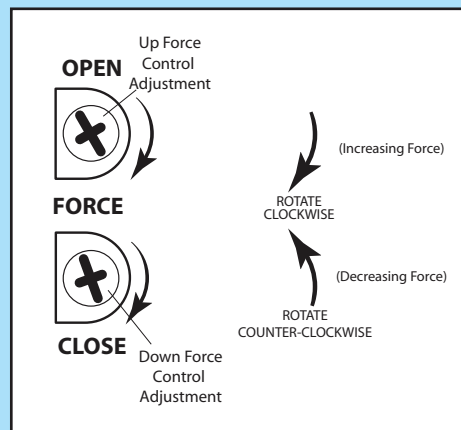 Up Force
Control
Adjustment
OPEN
(Increasing Force)
ROTATE
CLOCKWISE
FORCE
(Decreasing Force)
ROTATE
COUNTER-CLOCKWISE
CLOSE
Down Force
Control
Adjustment